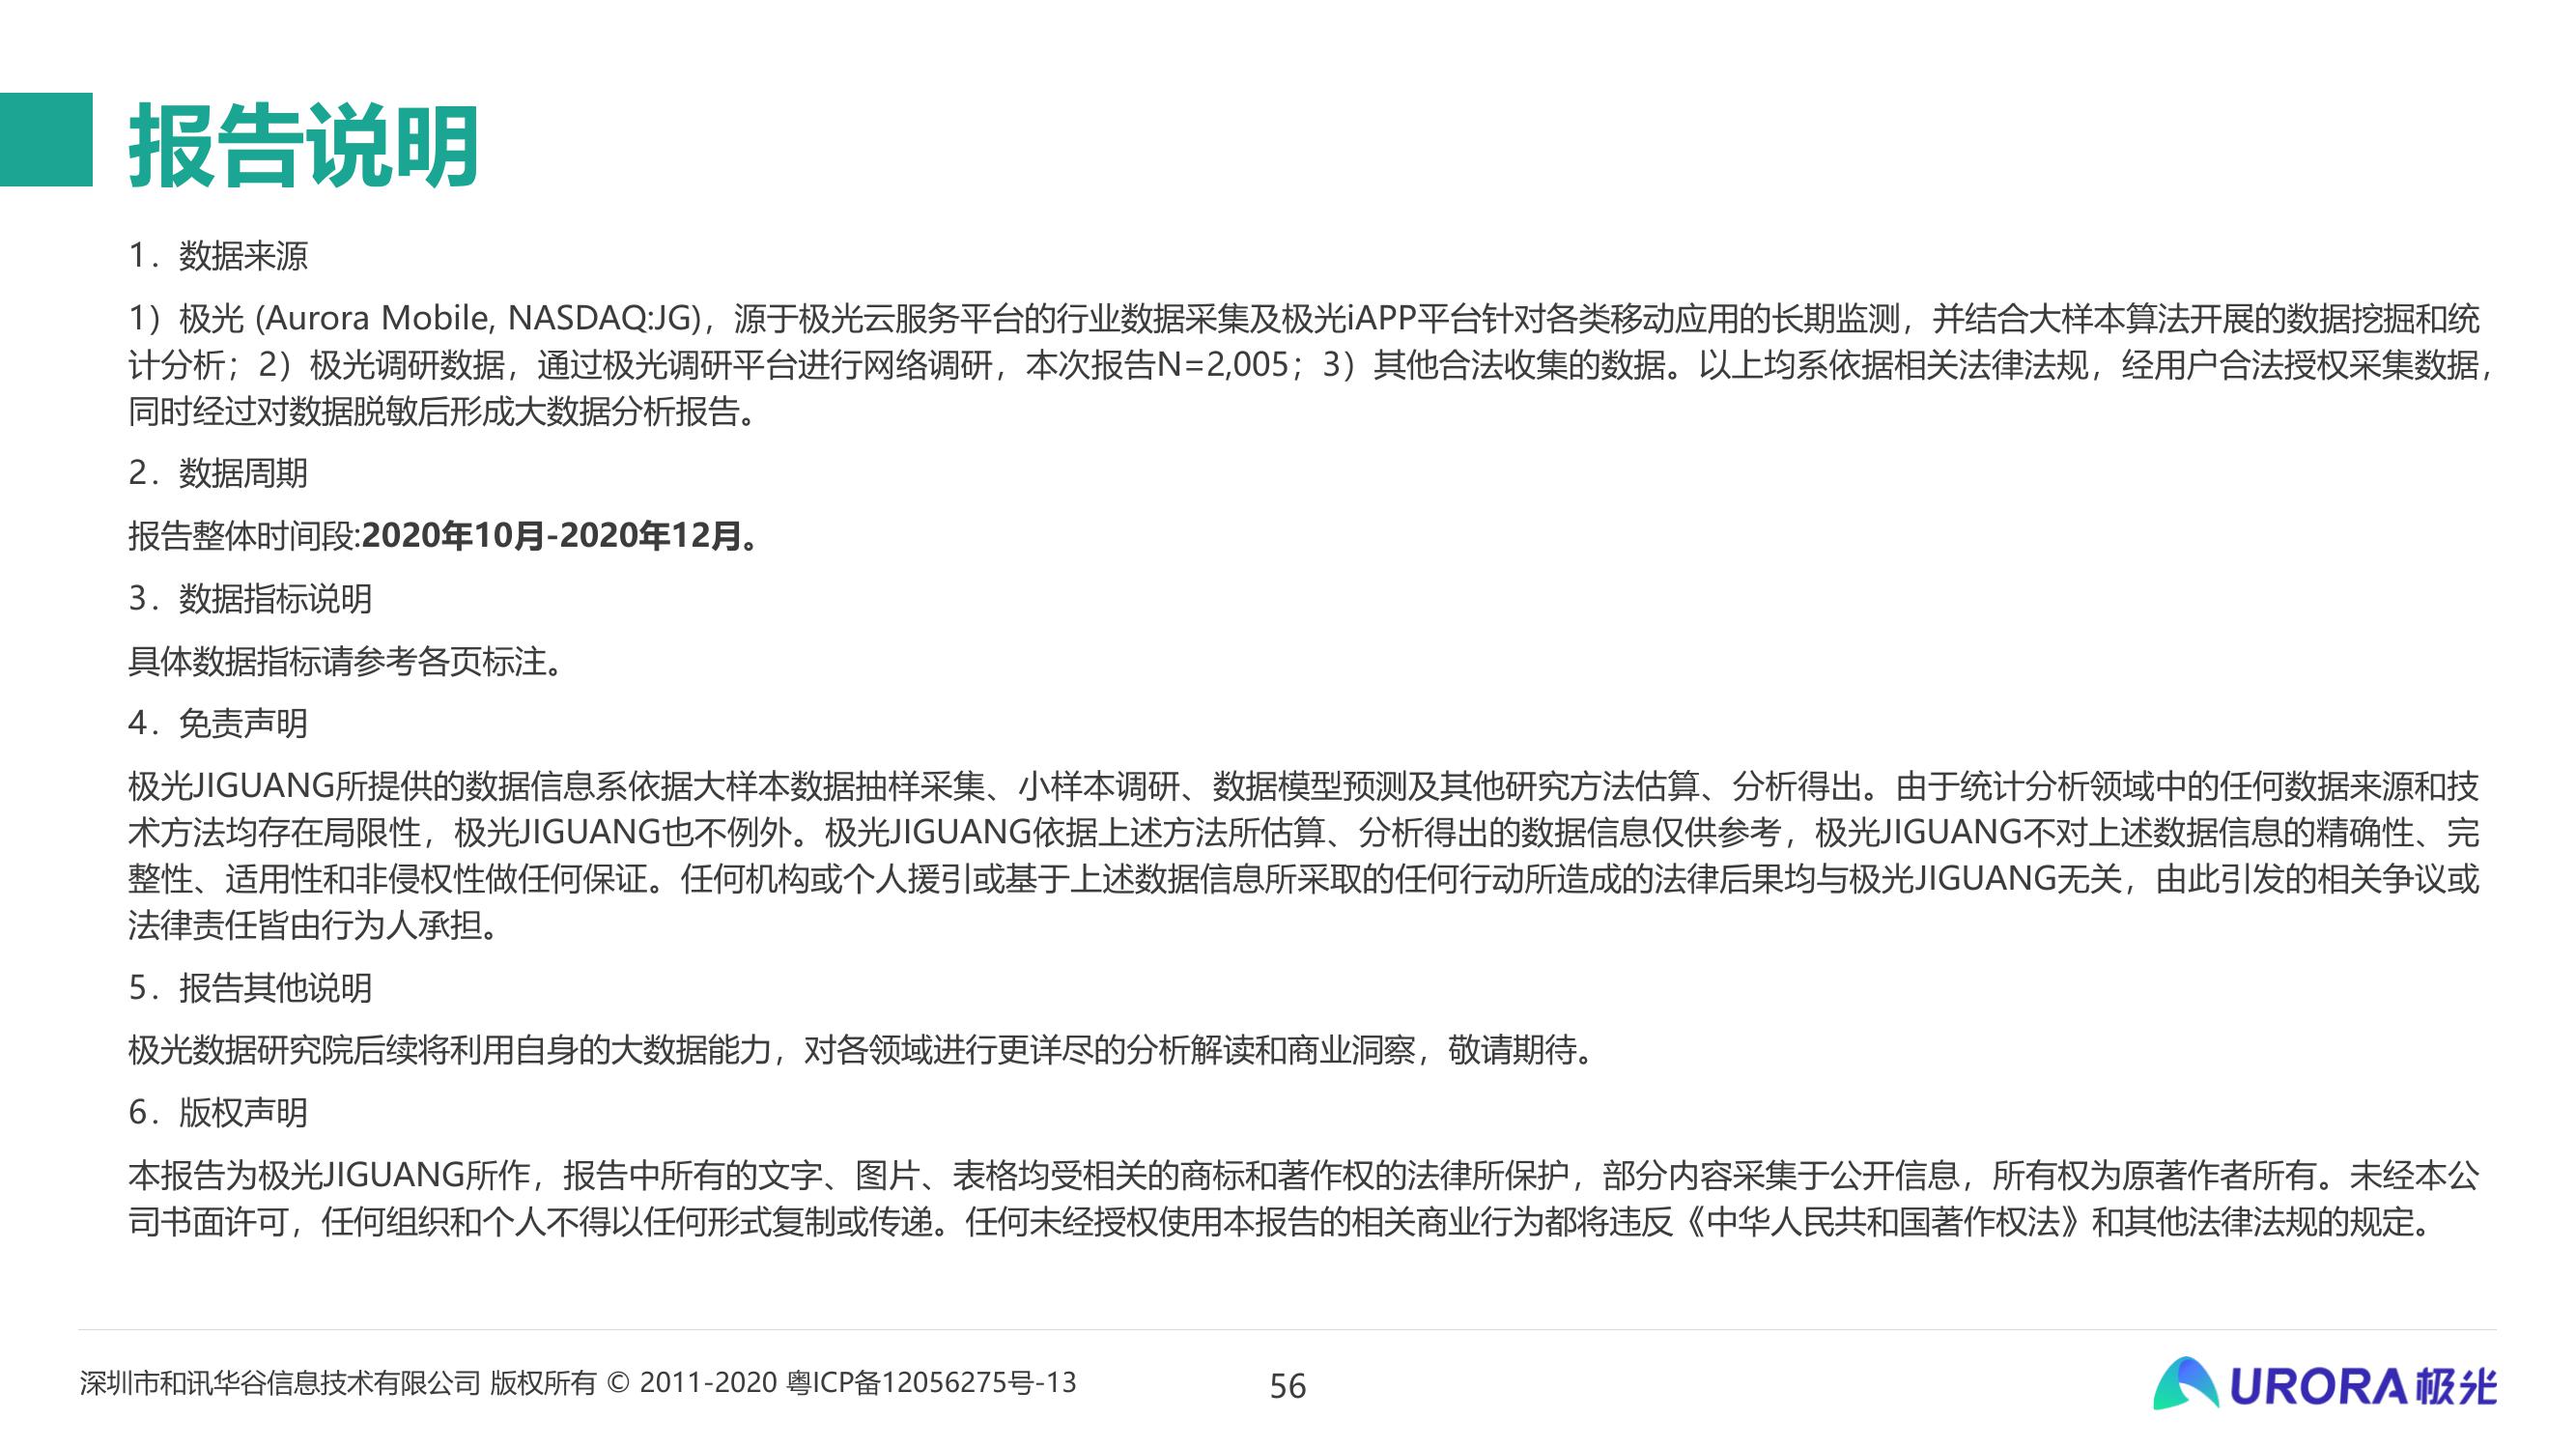 报告说明
1．数据来源
1）极光 (Aurora Mobile, NASDAQ:JG)，源于极光云服务平台的行业数据采集及极光iAPP平台针对各类移动应用的长期监测，并结合大样本算法开展的数据挖掘和统
计分析；2）极光调研数据，通过极光调研平台进行网络调研，本次报告N=2,005；3）其他合法收集的数据。以上均系依据相关法律法规，经用户合法授权采集数据，
同时经过对数据脱敏后形成大数据分析报告。
2．数据周期
报告整体时间段:2020年10月-2020年12月。
3．数据指标说明
具体数据指标请参考各页标注。
4．免责声明
极光JIGUANG所提供的数据信息系依据大样本数据抽样采集、小样本调研、数据模型预测及其他研究方法估算、分析得出。由于统计分析领域中的任何数据来源和技
术方法均存在局限性，极光JIGUANG也不例外。极光JIGUANG依据上述方法所估算、分析得出的数据信息仅供参考，极光JIGUANG不对上述数据信息的精确性、完
整性、适用性和非侵权性做任何保证。任何机构或个人援引或基于上述数据信息所采取的任何行动所造成的法律后果均与极光JIGUANG无关，由此引发的相关争议或
法律责任皆由行为人承担。
5．报告其他说明
极光数据研究院后续将利用自身的大数据能力，对各领域进行更详尽的分析解读和商业洞察，敬请期待。
6．版权声明
本报告为极光JIGUANG所作，报告中所有的文字、图片、表格均受相关的商标和著作权的法律所保护，部分内容采集于公开信息，所有权为原著作者所有。未经本公
司书面许可，任何组织和个人不得以任何形式复制或传递。任何未经授权使用本报告的相关商业行为都将违反《中华人民共和国著作权法》和其他法律法规的规定。
深圳市和讯华谷信息技术有限公司 版权所有 © 2011-2020 粤ICP备12056275号-13
56
URORA极光